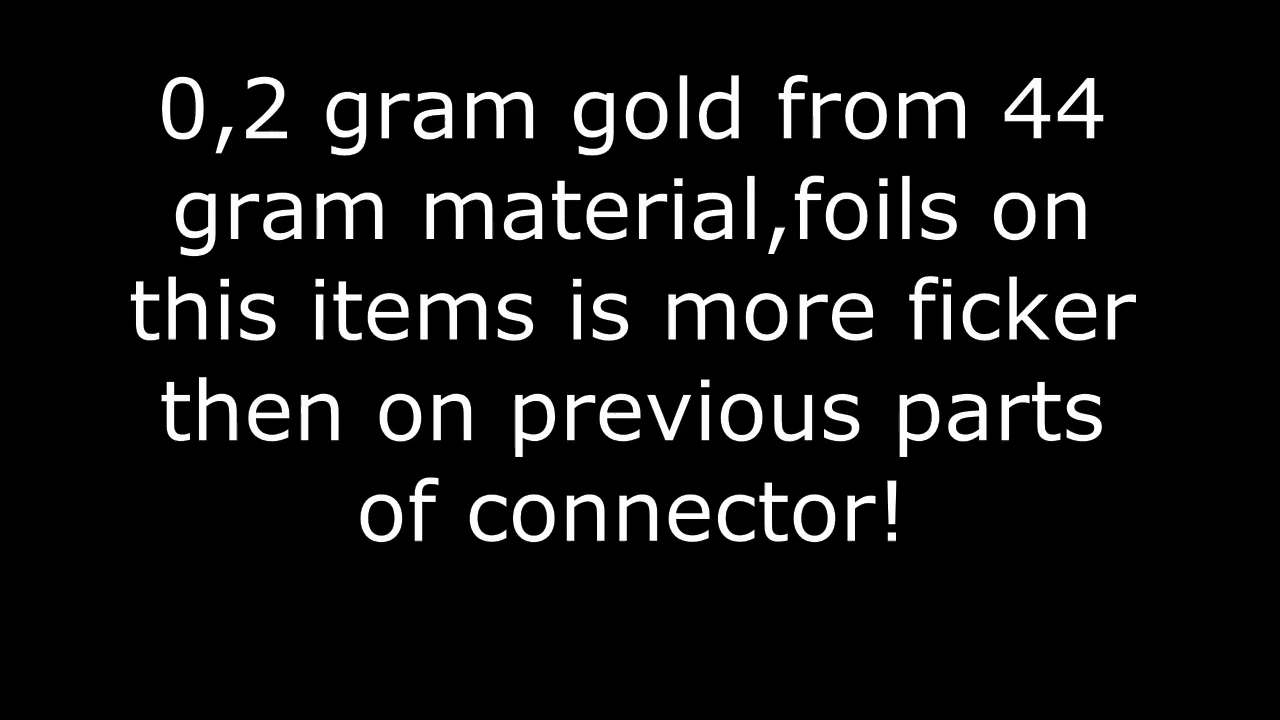 0,2 gram gold from 44
gram material,foils on
this items is more ficker
then on previous parts
of connector!